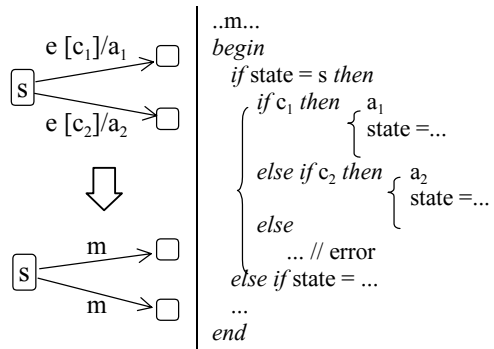 e [c1]/a1
s
e [c2]/a2
m
s
m
..m...
begin
if state = s then
if c1 then a1
state =...
else if c2 then a2
state =...
else
... // error
else if state = ...
...
end